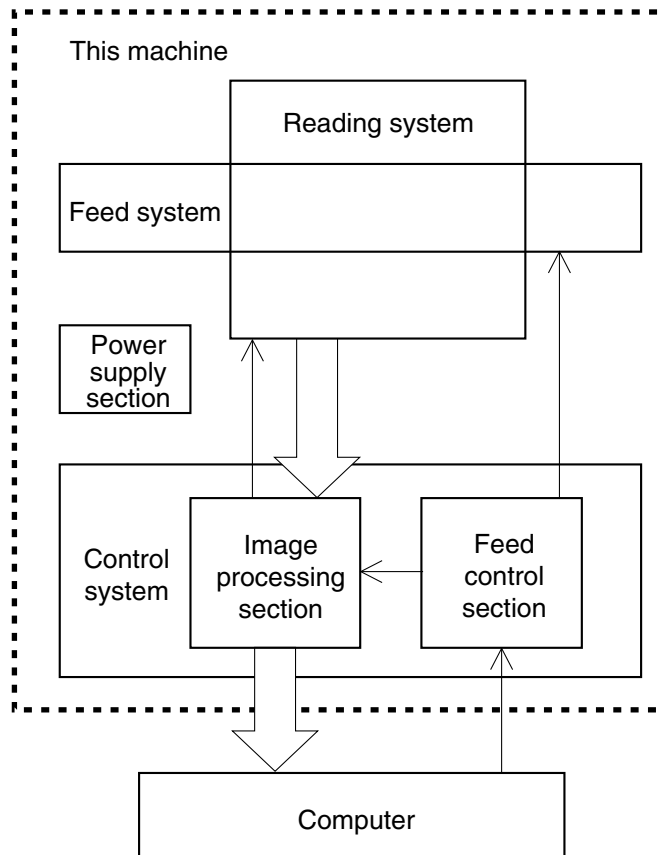 This machine
Reading system
Feed system
Power
supply
section
Control
system
Image
processing
section
Feed
control
section
Computer